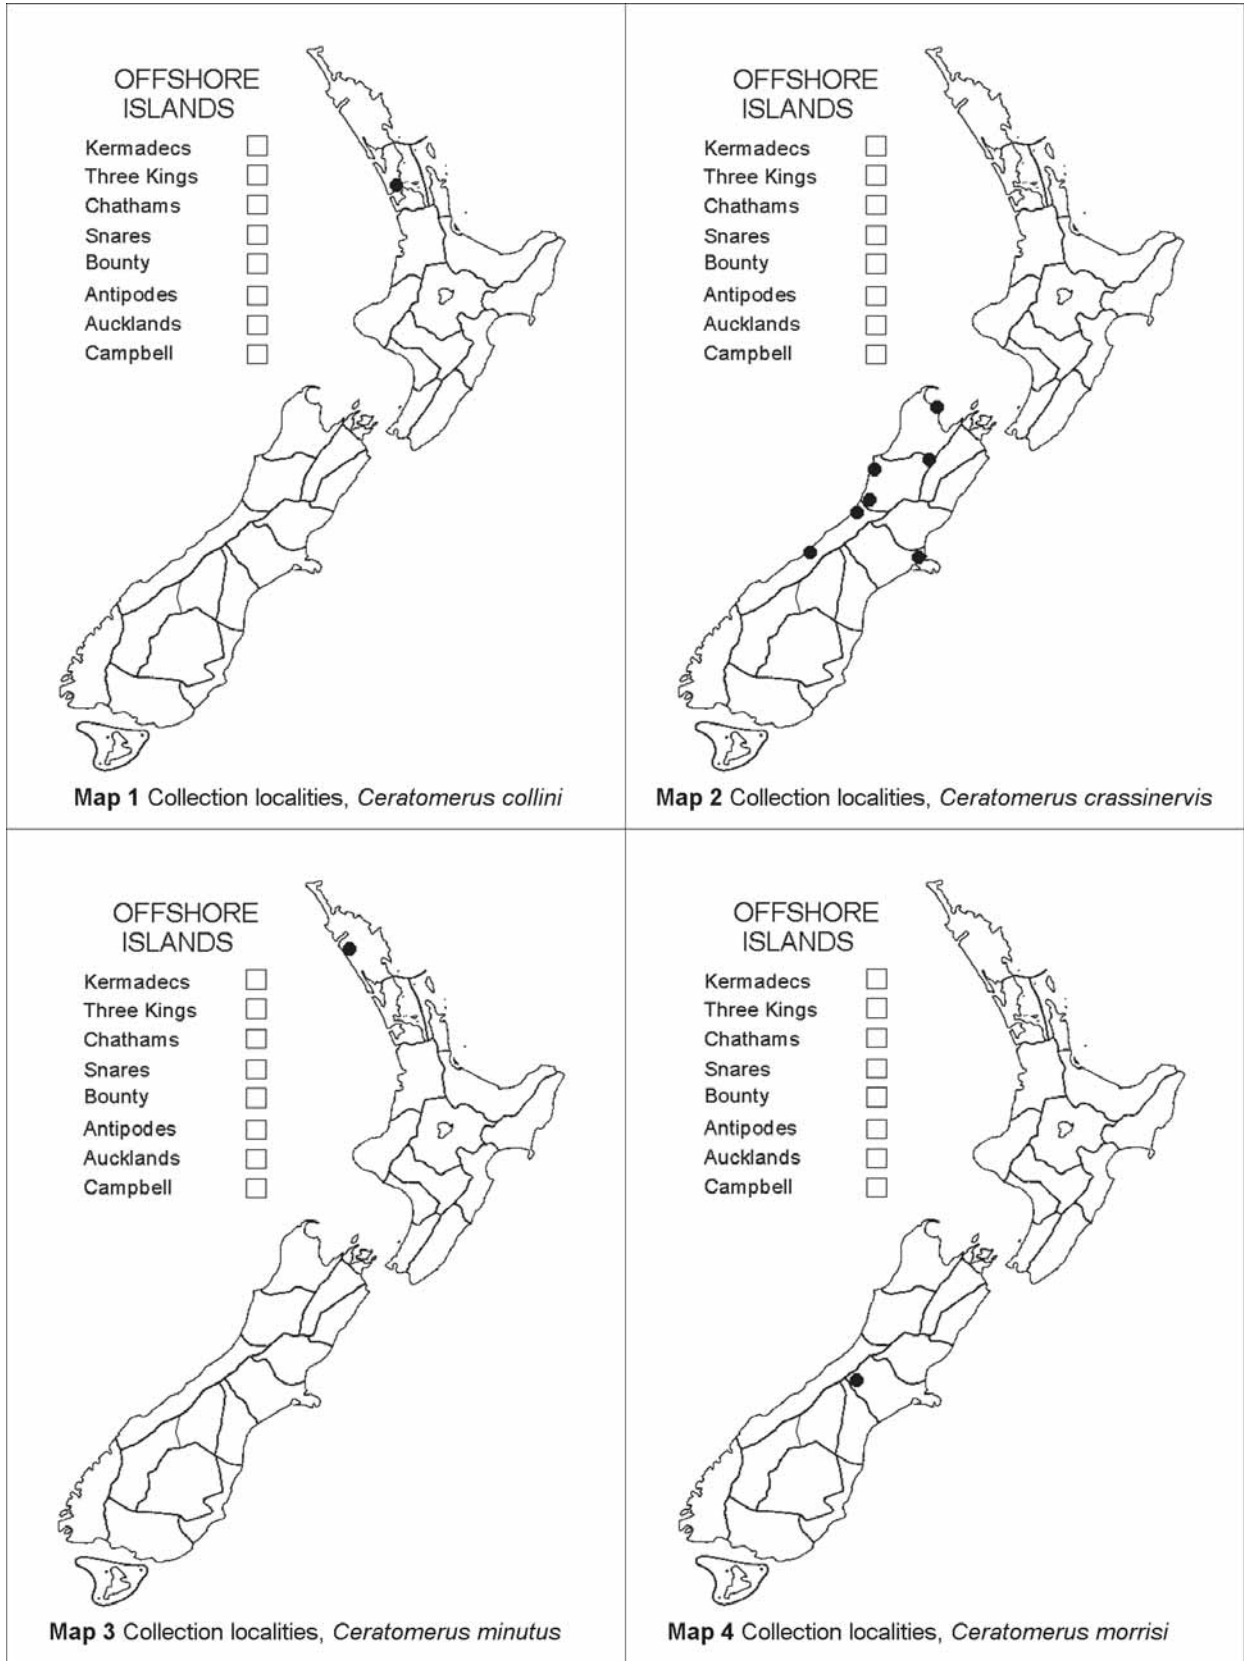 OFFSHORE
ISLANDS
Kermadecs
Three Kings
Chathams
Snares
Bounty
Antipodes
Aucklands
Campbell
Map 1 Collection localities, Ceratomerus collini
OFFSHORE
ISLANDS
Kermadecs
Three Kings
Chathams
Snares
Bounty
Antipodes
Aucklands
Campbell
Map 2 Collection localities, Ceratomerus crassinervis
OFFSHORE
ISLANDS
Kermadecs
Three Kings
Chathams
Snares
Bounty
Antipodes
Aucklands
Campbell
Map 3 Collection localities, Ceratomerus minutus
OFFSHORE
ISLANDS
Kermadecs
Three Kings
Chathams
Snares
Bounty
Antipodes
Aucklands
Campbell
Map 4 Collection localities, Ceratomerus morrisi